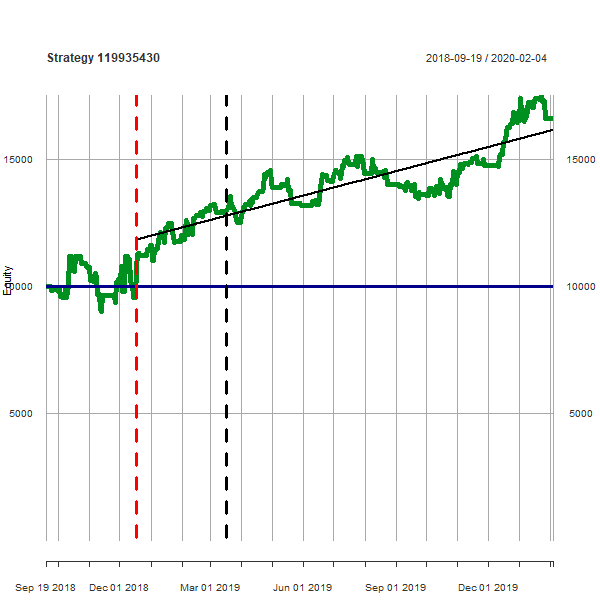 Strategy 119935430
2018-09-19 / 2020-02-04
15000 15000
Equity
10000 10000
5000 5000
Sep 19 2018 Dec 01 2018 Mar 01 2019 Jun 01 2019 Sep 01 2019 Dec 01 2019